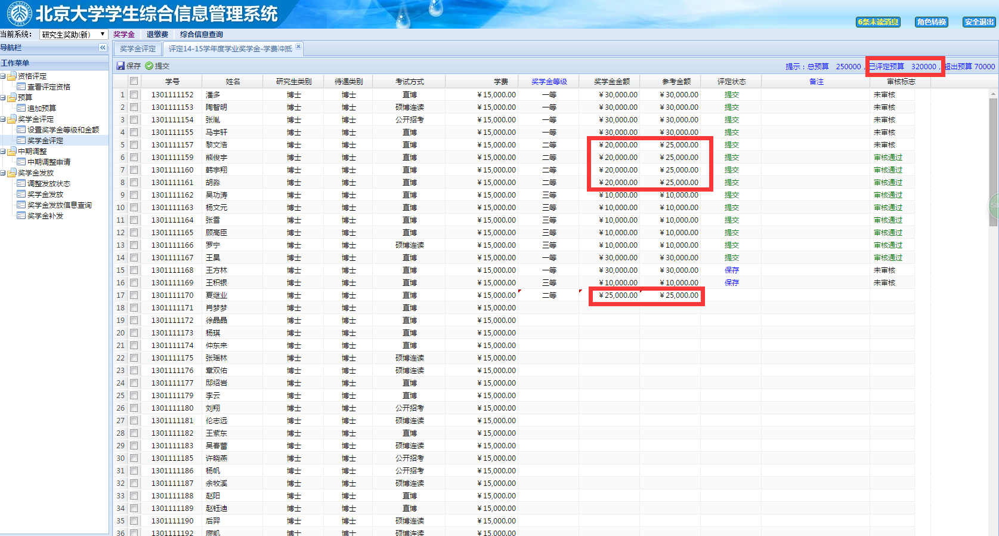 北京大学学生综合信息管理系统
6条未读消息 角色转换 安全退出
当前系统: 研究生奖助(新) 奖学金 退缴费 综合信息查询
导航栏
奖学金评定 评定14-15学年度学业奖学金-学费冲抵
工作菜单
资格评定
查看评定资格
预算
追加预算
奖学金评定
设置奖学金等级和金额
奖学金评定
中期调整
中期调整申请
奖学金发放
调整发放状态
奖学金发放
奖学金发放信息查询
奖学金补发
保存 提交 提示：总预算 250000，已评定预算 320000，超出预算 70000
学号 姓名 研究生类别 待遇类别 考试方式 学费 奖学金等级 奖学金金额 参考金额 评定状态 备注 审核标志
1 1301111152 潘多 博士 博士 直博 ￥15,000.00 一等 ￥30,000.00 ￥30,000.00 提交 未审核
2 1301111153 陶智明 博士 博士 硕博连读 ￥15,000.00 一等 ￥30,000.00 ￥30,000.00 提交 未审核
3 1301111154 张胤 博士 博士 公开招考 ￥15,000.00 一等 ￥30,000.00 ￥30,000.00 提交 未审核
4 1301111155 马宇轩 博士 博士 直博 ￥15,000.00 一等 ￥30,000.00 ￥30,000.00 提交 未审核
5 1301111157 黎文浩 博士 博士 直博 ￥15,000.00 二等 ￥20,000.00 ￥25,000.00 提交 未审核
6 1301111159 熊俊宇 博士 博士 直博 ￥15,000.00 二等 ￥20,000.00 ￥25,000.00 提交 审核通过
7 1301111160 韩宇翔 博士 博士 直博 ￥15,000.00 二等 ￥20,000.00 ￥25,000.00 提交 审核通过
8 1301111161 胡淼 博士 博士 直博 ￥15,000.00 二等 ￥20,000.00 ￥25,000.00 提交 审核通过
9 1301111162 吴功涛 博士 博士 直博 ￥15,000.00 三等 ￥10,000.00 ￥10,000.00 提交 审核通过
10 1301111163 杨文元 博士 博士 直博 ￥15,000.00 三等 ￥10,000.00 ￥10,000.00 提交 审核通过
11 1301111164 张雪 博士 博士 直博 ￥15,000.00 三等 ￥10,000.00 ￥10,000.00 提交 审核通过
12 1301111165 顾高臣 博士 博士 直博 ￥15,000.00 三等 ￥10,000.00 ￥10,000.00 提交 审核通过
13 1301111166 罗宁 博士 博士 硕博连读 ￥15,000.00 三等 ￥10,000.00 ￥10,000.00 提交 审核通过
14 1301111167 王昊 博士 博士 直博 ￥15,000.00 一等 ￥30,000.00 ￥30,000.00 提交 审核通过
15 1301111168 王方林 博士 博士 直博 ￥15,000.00 一等 ￥30,000.00 ￥30,000.00 保存 未审核
16 1301111169 王积银 博士 博士 直博 ￥15,000.00 三等 ￥10,000.00 ￥10,000.00 保存 未审核
17 1301111170 夏继业 博士 博士 直博 ￥15,000.00 二等 ￥25,000.00 ￥25,000.00
18 1301111171 肖梦梦 博士 博士 直博 ￥15,000.00
19 1301111172 徐晶晶 博士 博士 直博 ￥15,000.00
20 1301111173 杨琪 博士 博士 直博 ￥15,000.00
21 1301111174 仲东来 博士 博士 直博 ￥15,000.00
22 1301111175 张瑶林 博士 博士 硕博连读 ￥15,000.00
23 1301111176 章双佑 博士 博士 硕博连读 ￥15,000.00
24 1301111177 邸绍岩 博士 博士 直博 ￥15,000.00
25 1301111179 李云 博士 博士 直博 ￥15,000.00
26 1301111180 刘翔 博士 博士 公开招考 ￥15,000.00
27 1301111181 伦志远 博士 博士 硕博连读 ￥15,000.00
28 1301111182 王紫东 博士 博士 直博 ￥15,000.00
29 1301111183 吴春蕾 博士 博士 硕博连读 ￥15,000.00
30 1301111185 许晓燕 博士 博士 公开招考 ￥15,000.00
31 1301111186 杨帆 博士 博士 公开招考 ￥15,000.00
32 1301111187 余牧溪 博士 博士 硕博连读 ￥15,000.00
33 1301111188 赵阳 博士 博士 直博 ￥15,000.00
34 1301111189 赵钰迪 博士 博士 直博 ￥15,000.00
35 1301111190 后羿 博士 博士 硕博连读 ￥15,000.00
36 1301111192 廖凯 博士 博士 硕博连读 ￥15,000.00